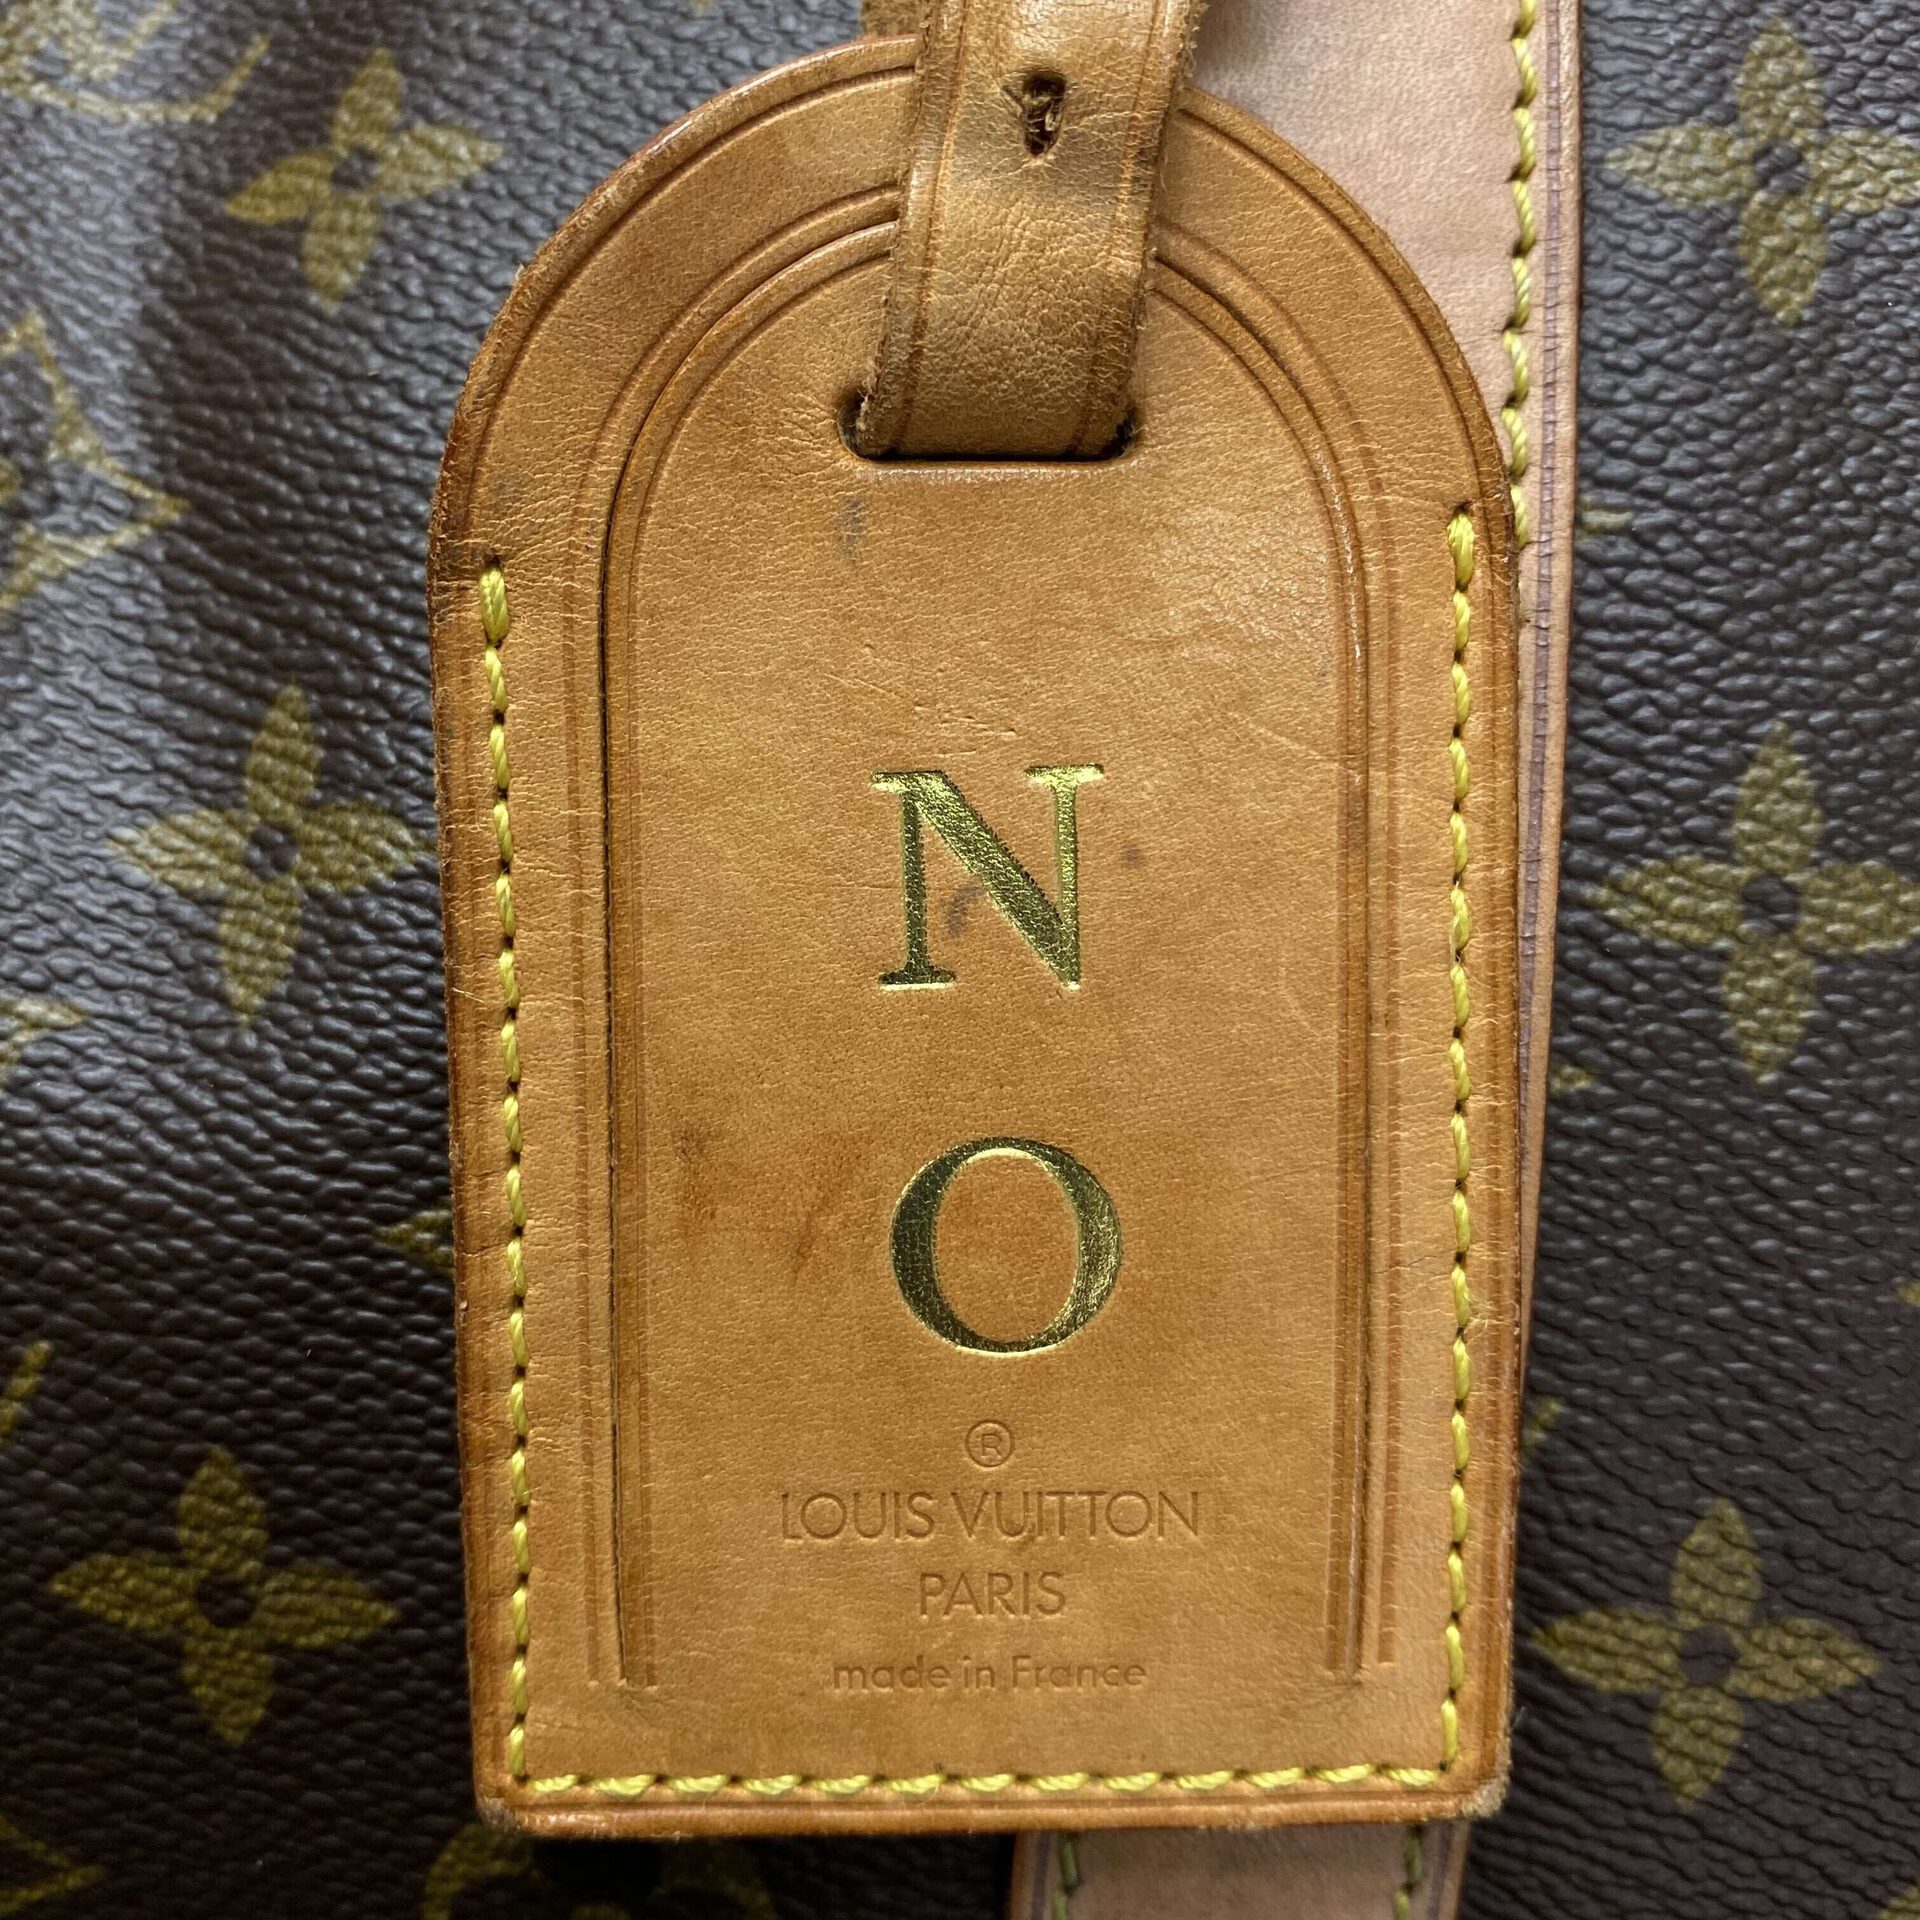 N
O
®
LOUIS VUITTON
PARIS
made in France